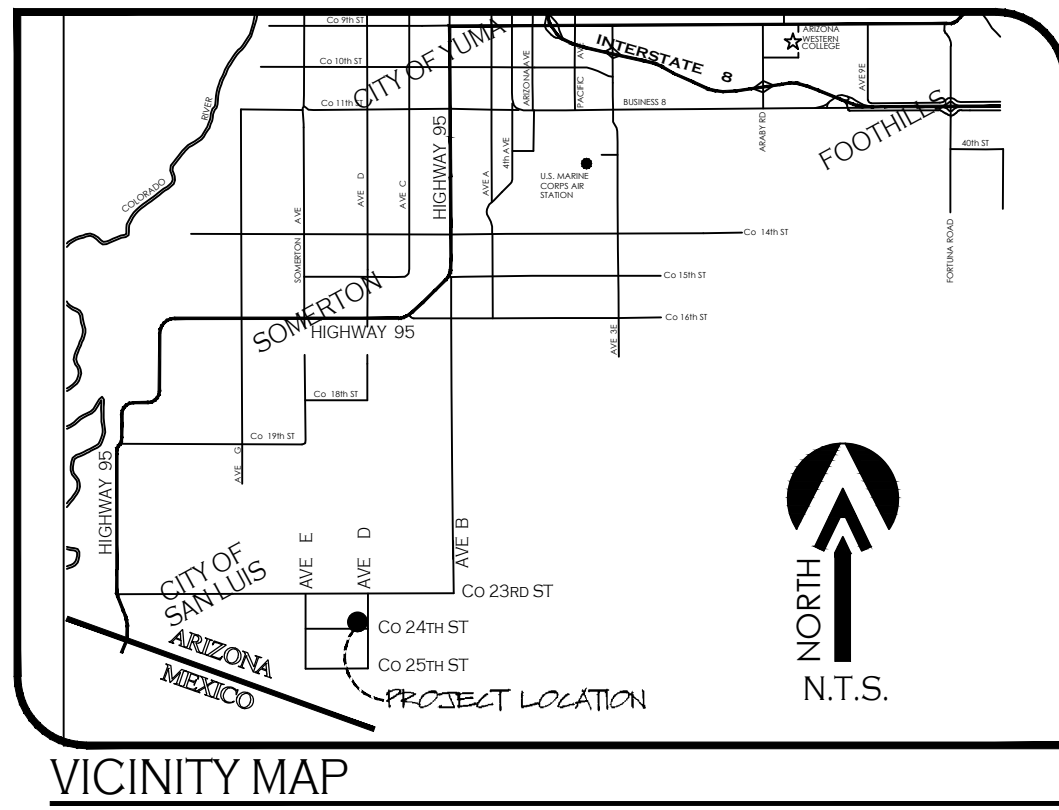 Co 9th ST
CITY OF YUMA
ARIZONA AVE
PACIFIC AVE
INTERSTATE 8
ARIZONA
WESTERN
COLLEGE
AVE 9E
Co 10th ST
Co 11th ST
BUSINESS 8
ARABY RD
FOOTHILLS
40th ST
RIVER
COLORADO
HIGHWAY 95
4th AVE
AVE A
U.S. MARINE
CORPS AIR
STATION
AVE D
AVE C
SOMERTON AVE
Co 14th ST
FORTUNA ROAD
Co 15th ST
SOMERTON
HIGHWAY 95
Co 16th ST
AVE 3E
Co 18th ST
Co 19th ST
AVE G
HIGHWAY 95
AVE E
AVE D
AVE B
CITY OF
SAN LUIS
Co 23RD ST
Co 24TH ST
Co 25TH ST
ARIZONA
MEXICO
PROJECT LOCATION
NORTH
N.T.S.
VICINITY MAP